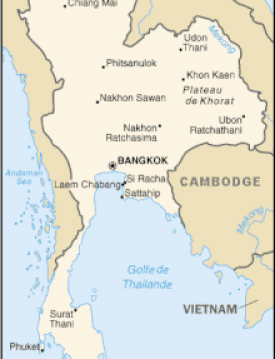 Chiang Mai
Udon
Thani
Mekong
Phitsanulok
Khon Kaen
Plateau
de Khorat
Nakhon Sawan
Nakhon
Ratchasima
Ubon
Ratchathani
BANGKOK
Andaman
Sea
Laem Chabang
Si Racha
Sattahip
CAMBODGE
Mekong
Golfe de
Thaïlande
VIETNAM
Surat
Thani
Phuket